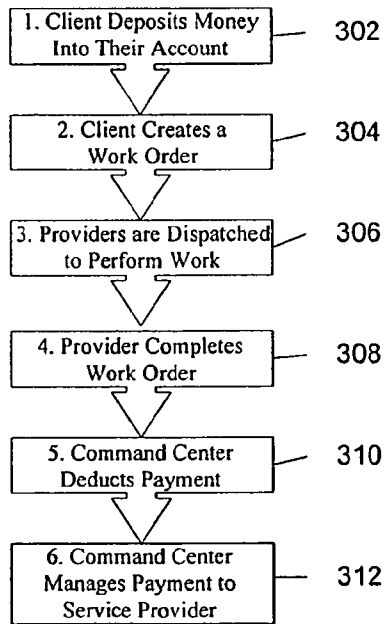 1. Client Deposits Money
Into Their Account
302
2. Client Creates a
Work Order
304
3. Providers are Dispatched
to Perform Work
306
4. Provider Completes
Work Order
308
5. Command Center
Deducts Payment
310
6. Command Center
Manages Payment to
Service Provider
312